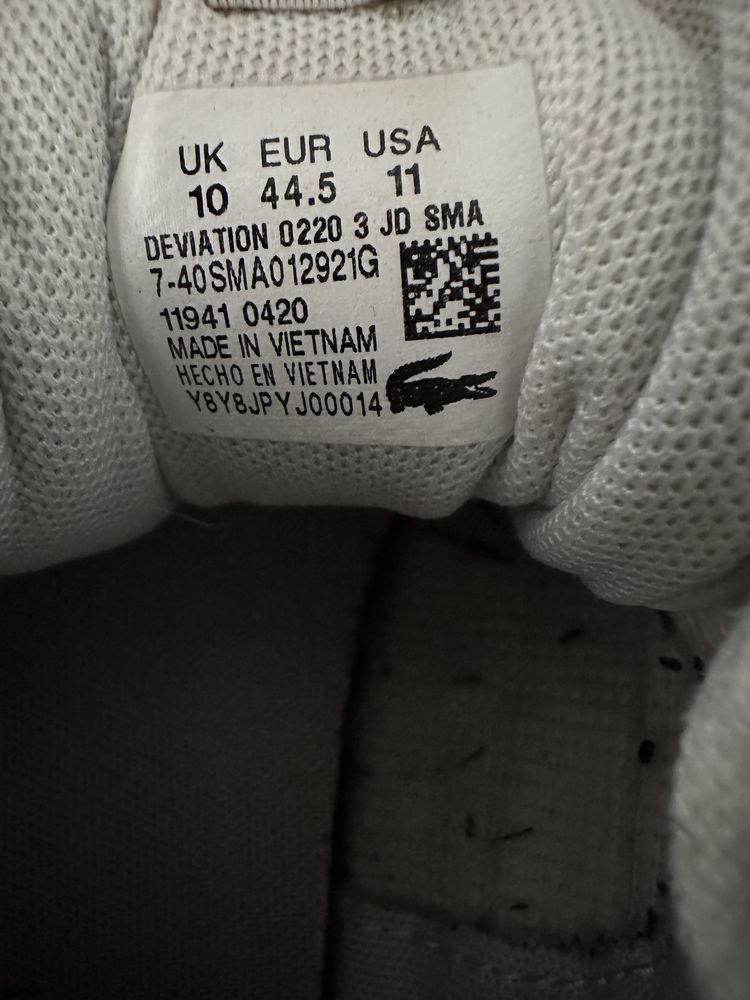 UK EUR USA
10 44.5 11
DEVIATION 0220 3 JD SMA
7-40SMA012921G
11941 0420
MADE IN VIETNAM
HECHO EN VIETNAM
Y8Y8JPYJ00014